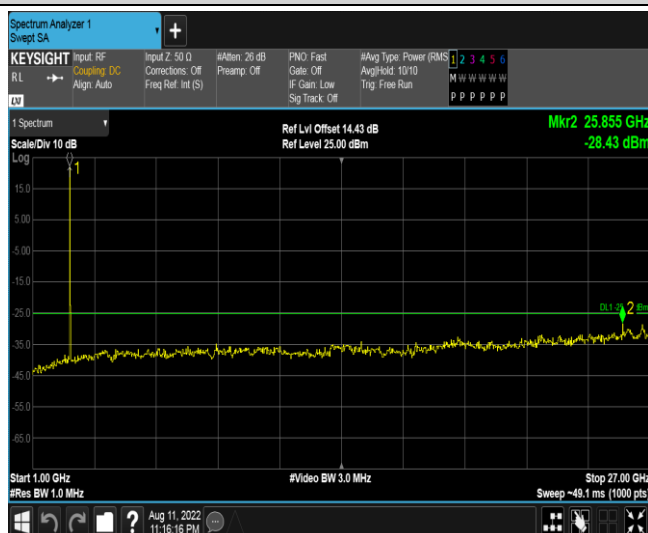 Spectrum Analyzer 1
Swept SA
+
KEYSIGHT
R L
LXI
Input: RF
Coupling: DC
Align: Auto
Input Z: 50 Ω
Corrections: Off
Freq Ref: Int (S)
#Atten: 26 dB
Preamp: Off
PNO: Fast
Gate: Off
IF Gain: Low
Sig Track: Off
#Avg Type: Power (RMS
Avg|Hold: 10/10
Trig: Free Run
1 2 3 4 5 6
M W W W W W
P P P P P P
1 Spectrum
Scale/Div 10 dB
Ref Lvl Offset 14.43 dB
Ref Level 25.00 dBm
Mkr2 25.855 GHz
-28.43 dBm
Log
1
15.0
5.00
-5.00
-15.0
DL1 -25 2 dBm
-35.0
-45.0
-55.0
-65.0
Start 1.00 GHz
#Res BW 1.0 MHz
#Video BW 3.0 MHz
Stop 27.00 GHz
Sweep ~49.1 ms (1000 pts)
?
Aug 11, 2022
11:16:16 PM